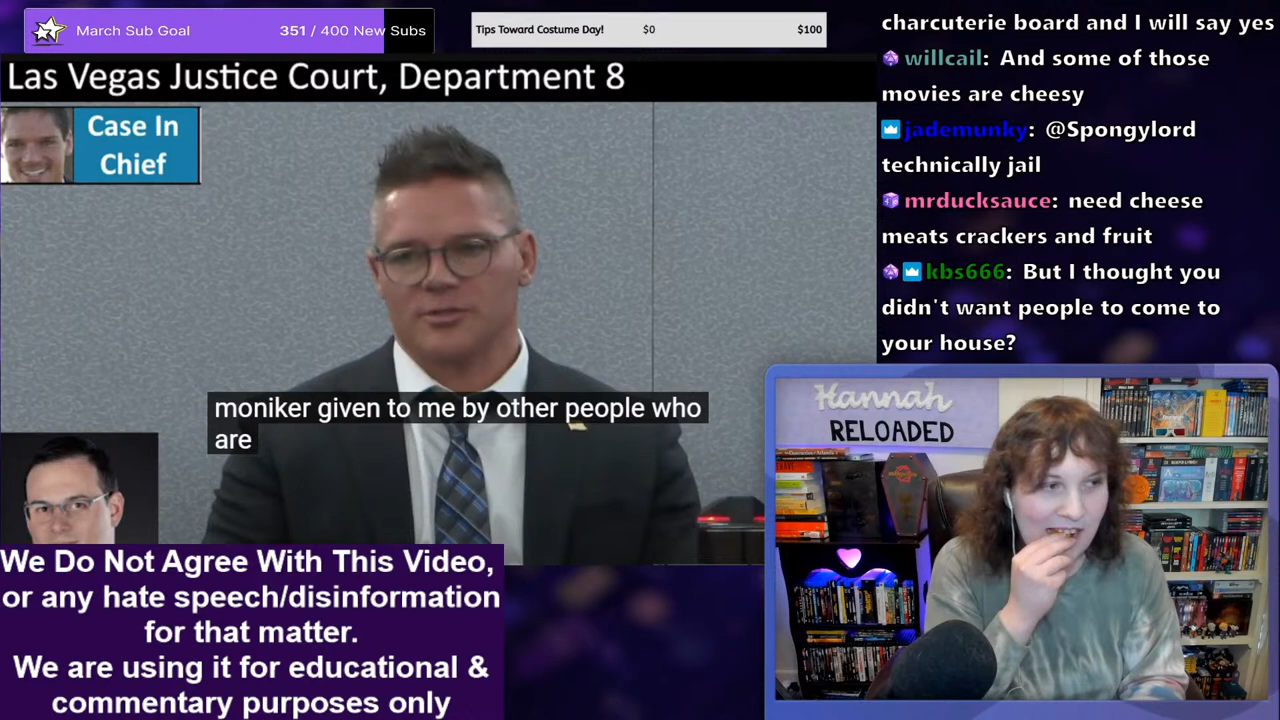 March Sub Goal
351 / 400 New Subs
Tips Toward Costume Day!
$0
$100
Las Vegas Justice Court, Department 8
Case In
Chief
moniker given to me by other people who
are
We Do Not Agree With This Video,
or any hate speech/disinformation
for that matter.
We are using it for educational &
commentary purposes only
charcuterie board and I will say yes
willcail: And some of those
movies are cheesy
jademunky: @Spongylord
technically jail
mrducksauce: need cheese
meats crackers and fruit
kbs666: But I thought you
didn't want people to come to
your house?
Hannah
RELOADED